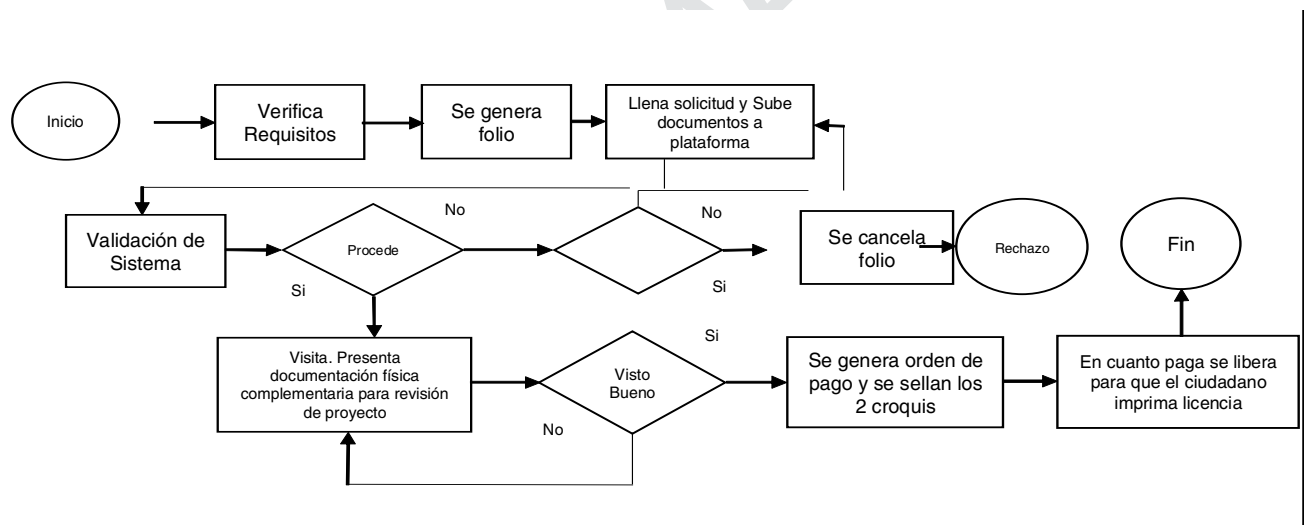 Inicio
Verifica
Requisitos
Se genera
folio
Llena solicitud y Sube
documentos a
plataforma
Validación de
Sistema
Procede
No
Si
No
Si
Se cancela
folio
Rechazo
Fin
Visita. Presenta
documentación física
complementaria para revisión
de proyecto
Visto
Bueno
Si
No
Se genera orden de
pago y se sellan los
2 croquis
En cuanto paga se libera
para que el ciudadano
imprima licencia